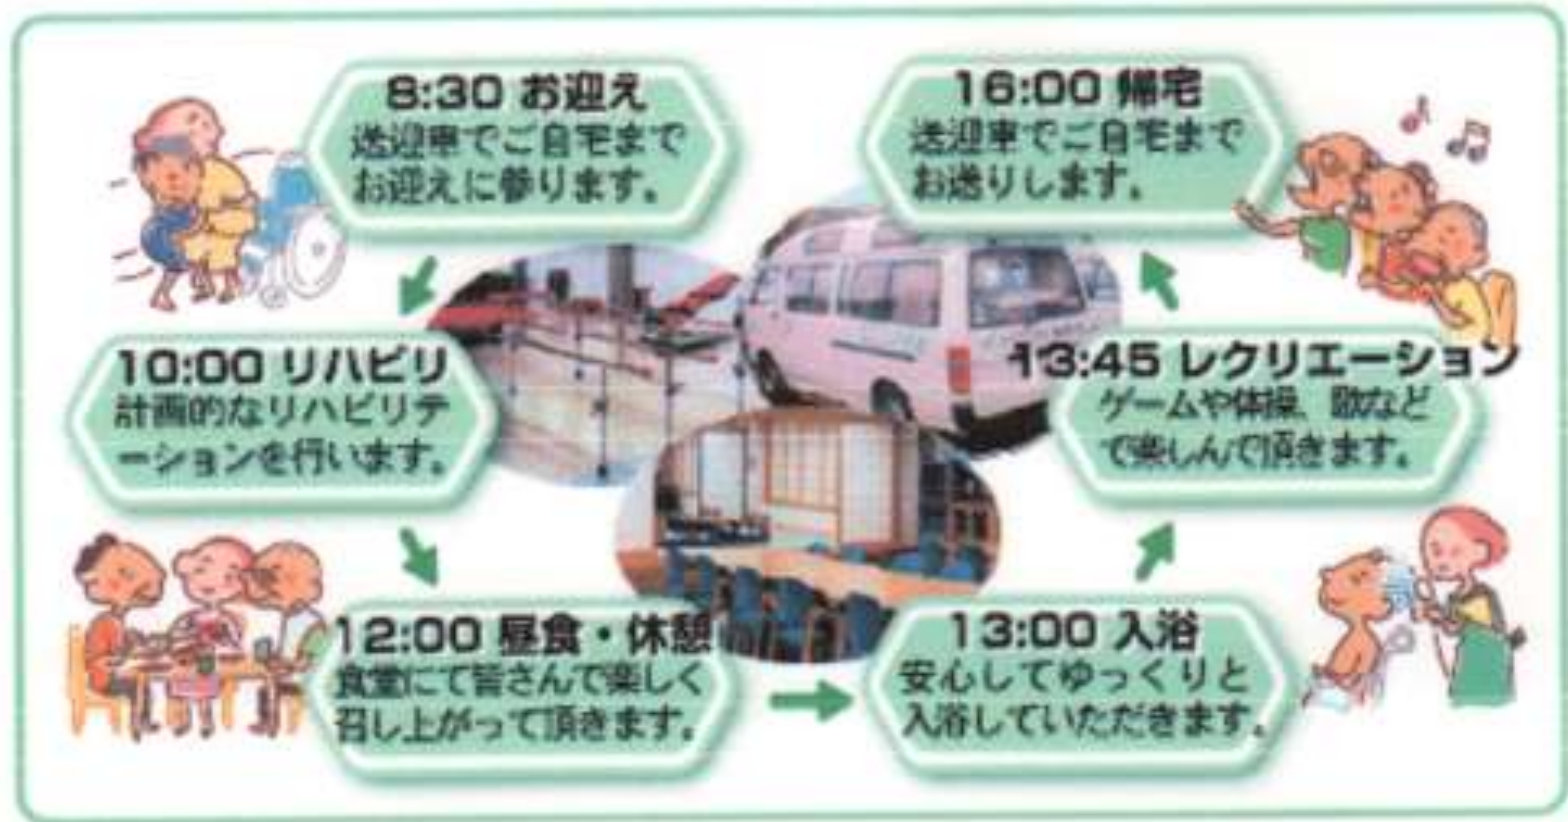 8:30 お迎え
送迎車でご自宅まで
お迎えに参ります。
10:00 リハビリ
計画的なリハビリテ
ーションを行います。
12:00 昼食・休憩
食堂にて皆さんで楽しく
召し上がって頂きます。
13:00 入浴
安心してゆっくりと
入浴していただきます。
13:45 レクリエーション
ゲームや体操、歌など
で楽しんで頂きます。
16:00 帰宅
送迎車でご自宅まで
お送りします。